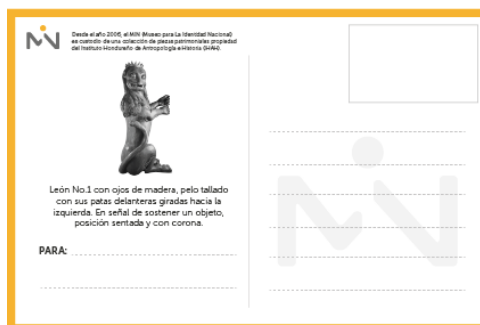 MIN
Desde el año 2006, el MIN (Museo para La Identidad Nacional)
es custodio de una colección de piezas patrimoniales propiedad
del Instituto Hondureño de Antropología e Historia (IHAH).
León No.1 con ojos de madera, pelo tallado
con sus patas delanteras giradas hacia la
izquierda. En señal de sostener un objeto,
posición sentada y con corona.
PARA:
MIN